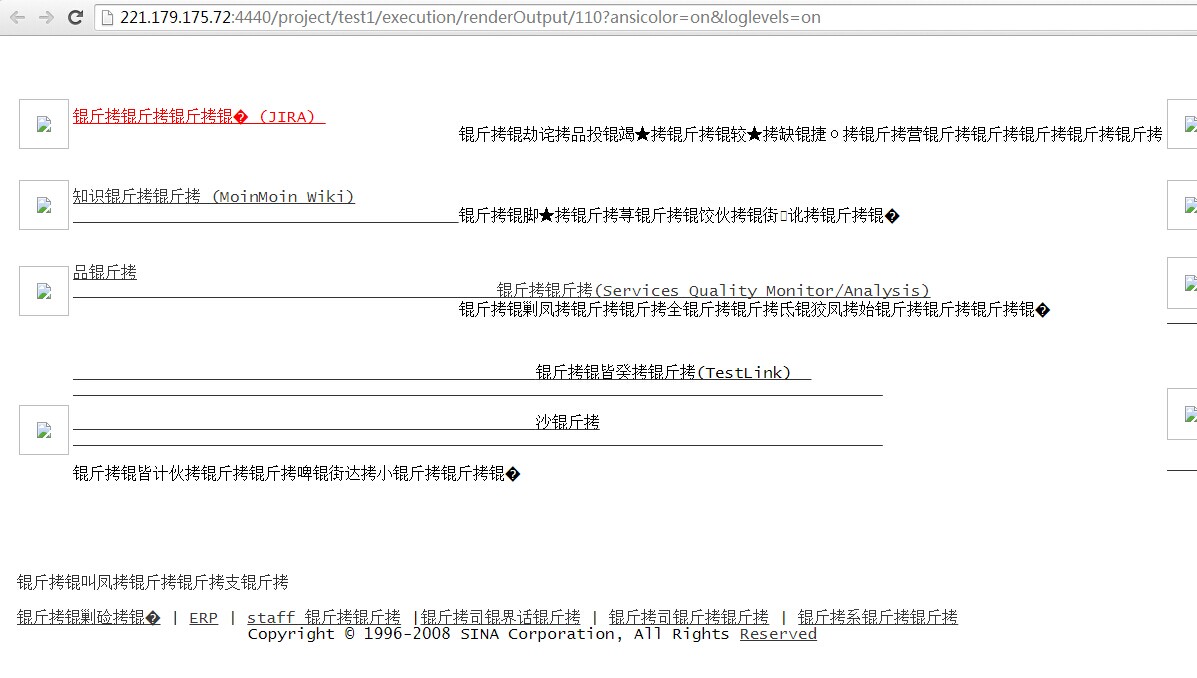 221.179.175.72:4440/project/test1/execution/renderOutput/110?ansicolor=on&loglevels=on
锟斤拷锟斤拷锟斤拷锟� (JIRA)
锟斤拷锟劫诧拷品投锟竭★拷锟斤拷锟较★拷缺锟捷㆐拷锟斤拷营锟斤拷锟斤拷锟斤拷锟斤拷锟斤拷
知识锟斤拷锟斤拷 (MoinMoin Wiki)
锟斤拷锟脚★拷锟斤拷荨锟斤拷锟饺伙拷锟街讹拷锟斤拷锟�
品锟斤拷
锟斤拷锟斤拷(Services Quality Monitor/Analysis)
锟斤拷锟剿凤拷锟斤拷锟斤拷全锟斤拷锟斤拷氐锟狡凤拷始锟斤拷锟斤拷锟斤拷锟�
锟斤拷锟皆癸拷锟斤拷(TestLink)
沙锟斤拷
锟斤拷锟皆计伙拷锟斤拷锟斤拷啤锟街达拷小锟斤拷锟斤拷锟�
锟斤拷锟叫凤拷锟斤拷锟斤拷支锟斤拷
锟斤拷锟剿硷拷锟� | ERP | staff 锟斤拷锟斤拷 |锟斤拷司锟界话锟斤拷 | 锟斤拷司锟斤拷锟斤拷 | 锟斤拷系锟斤拷锟斤拷
Copyright © 1996-2008 SINA Corporation, All Rights Reserved